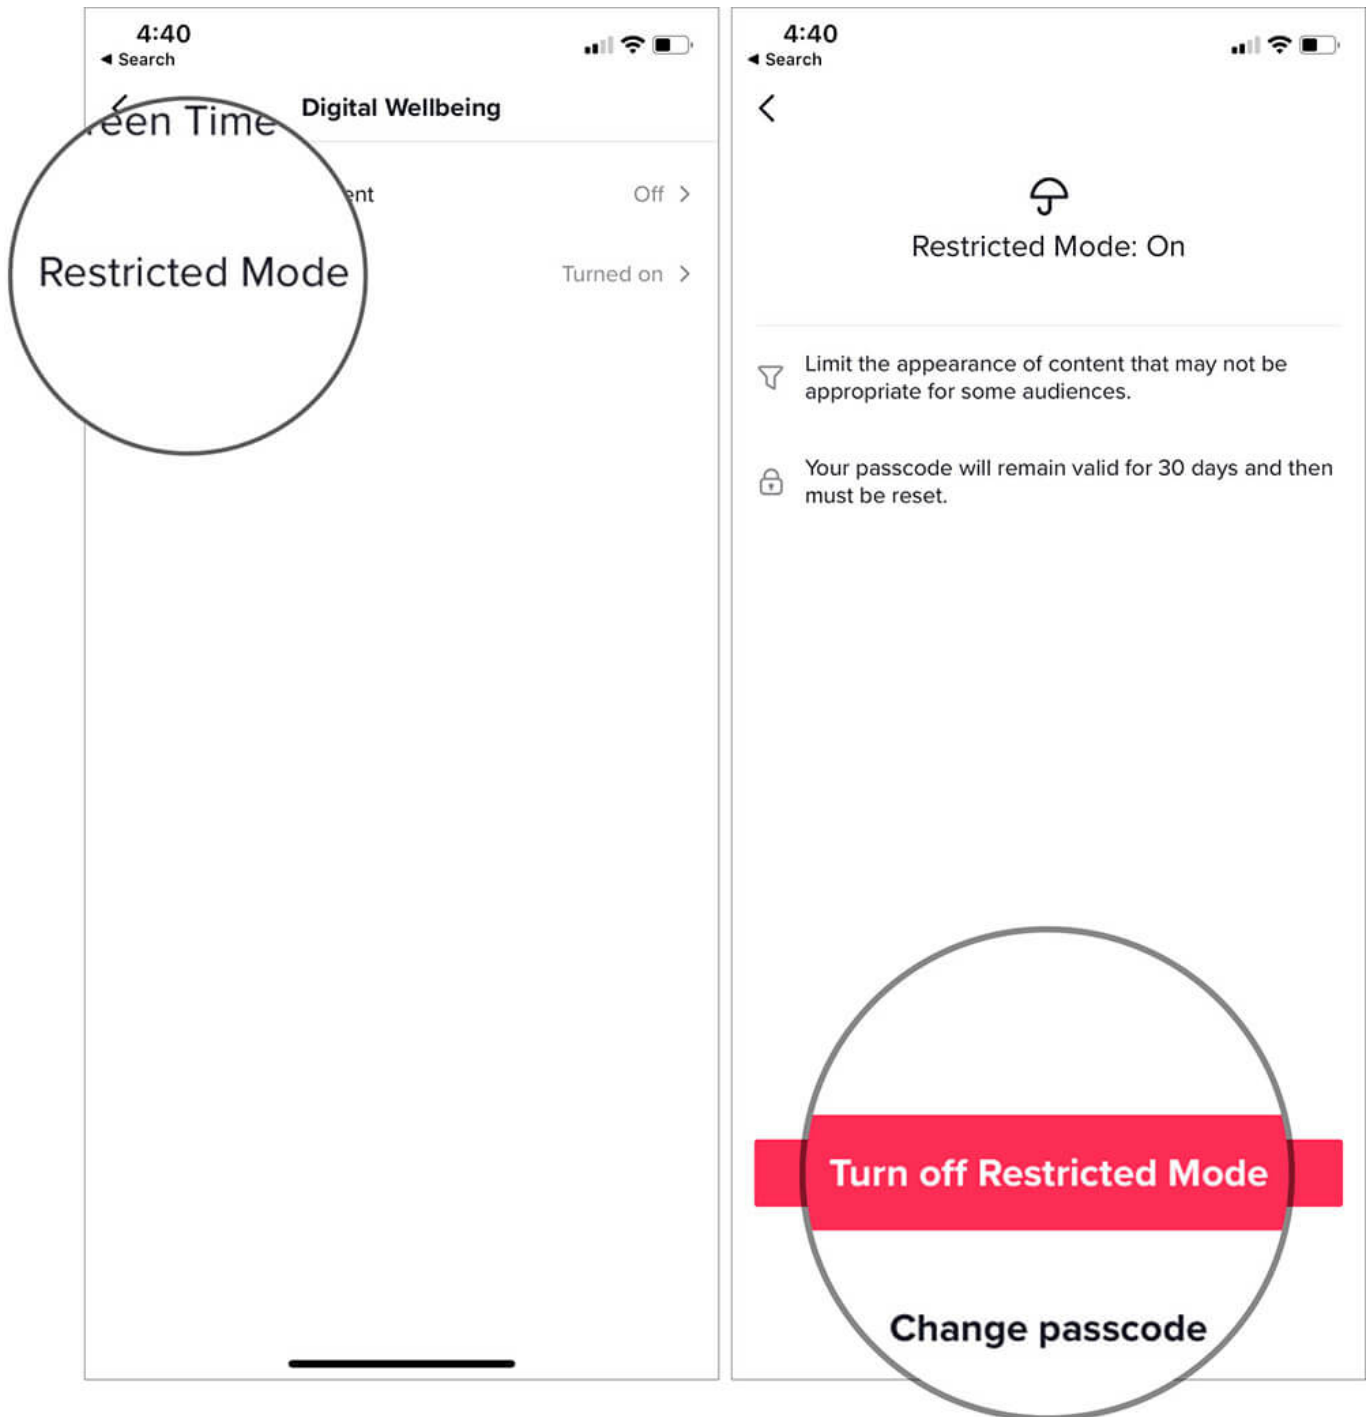 4:40
Search
Digital Wellbeing
een Time
ent
Off
Restricted Mode
Turned on
4:40
Search
Restricted Mode: On
Limit the appearance of content that may not be
appropriate for some audiences.
Your passcode will remain valid for 30 days and then
must be reset.
Turn off Restricted Mode
Change passcode